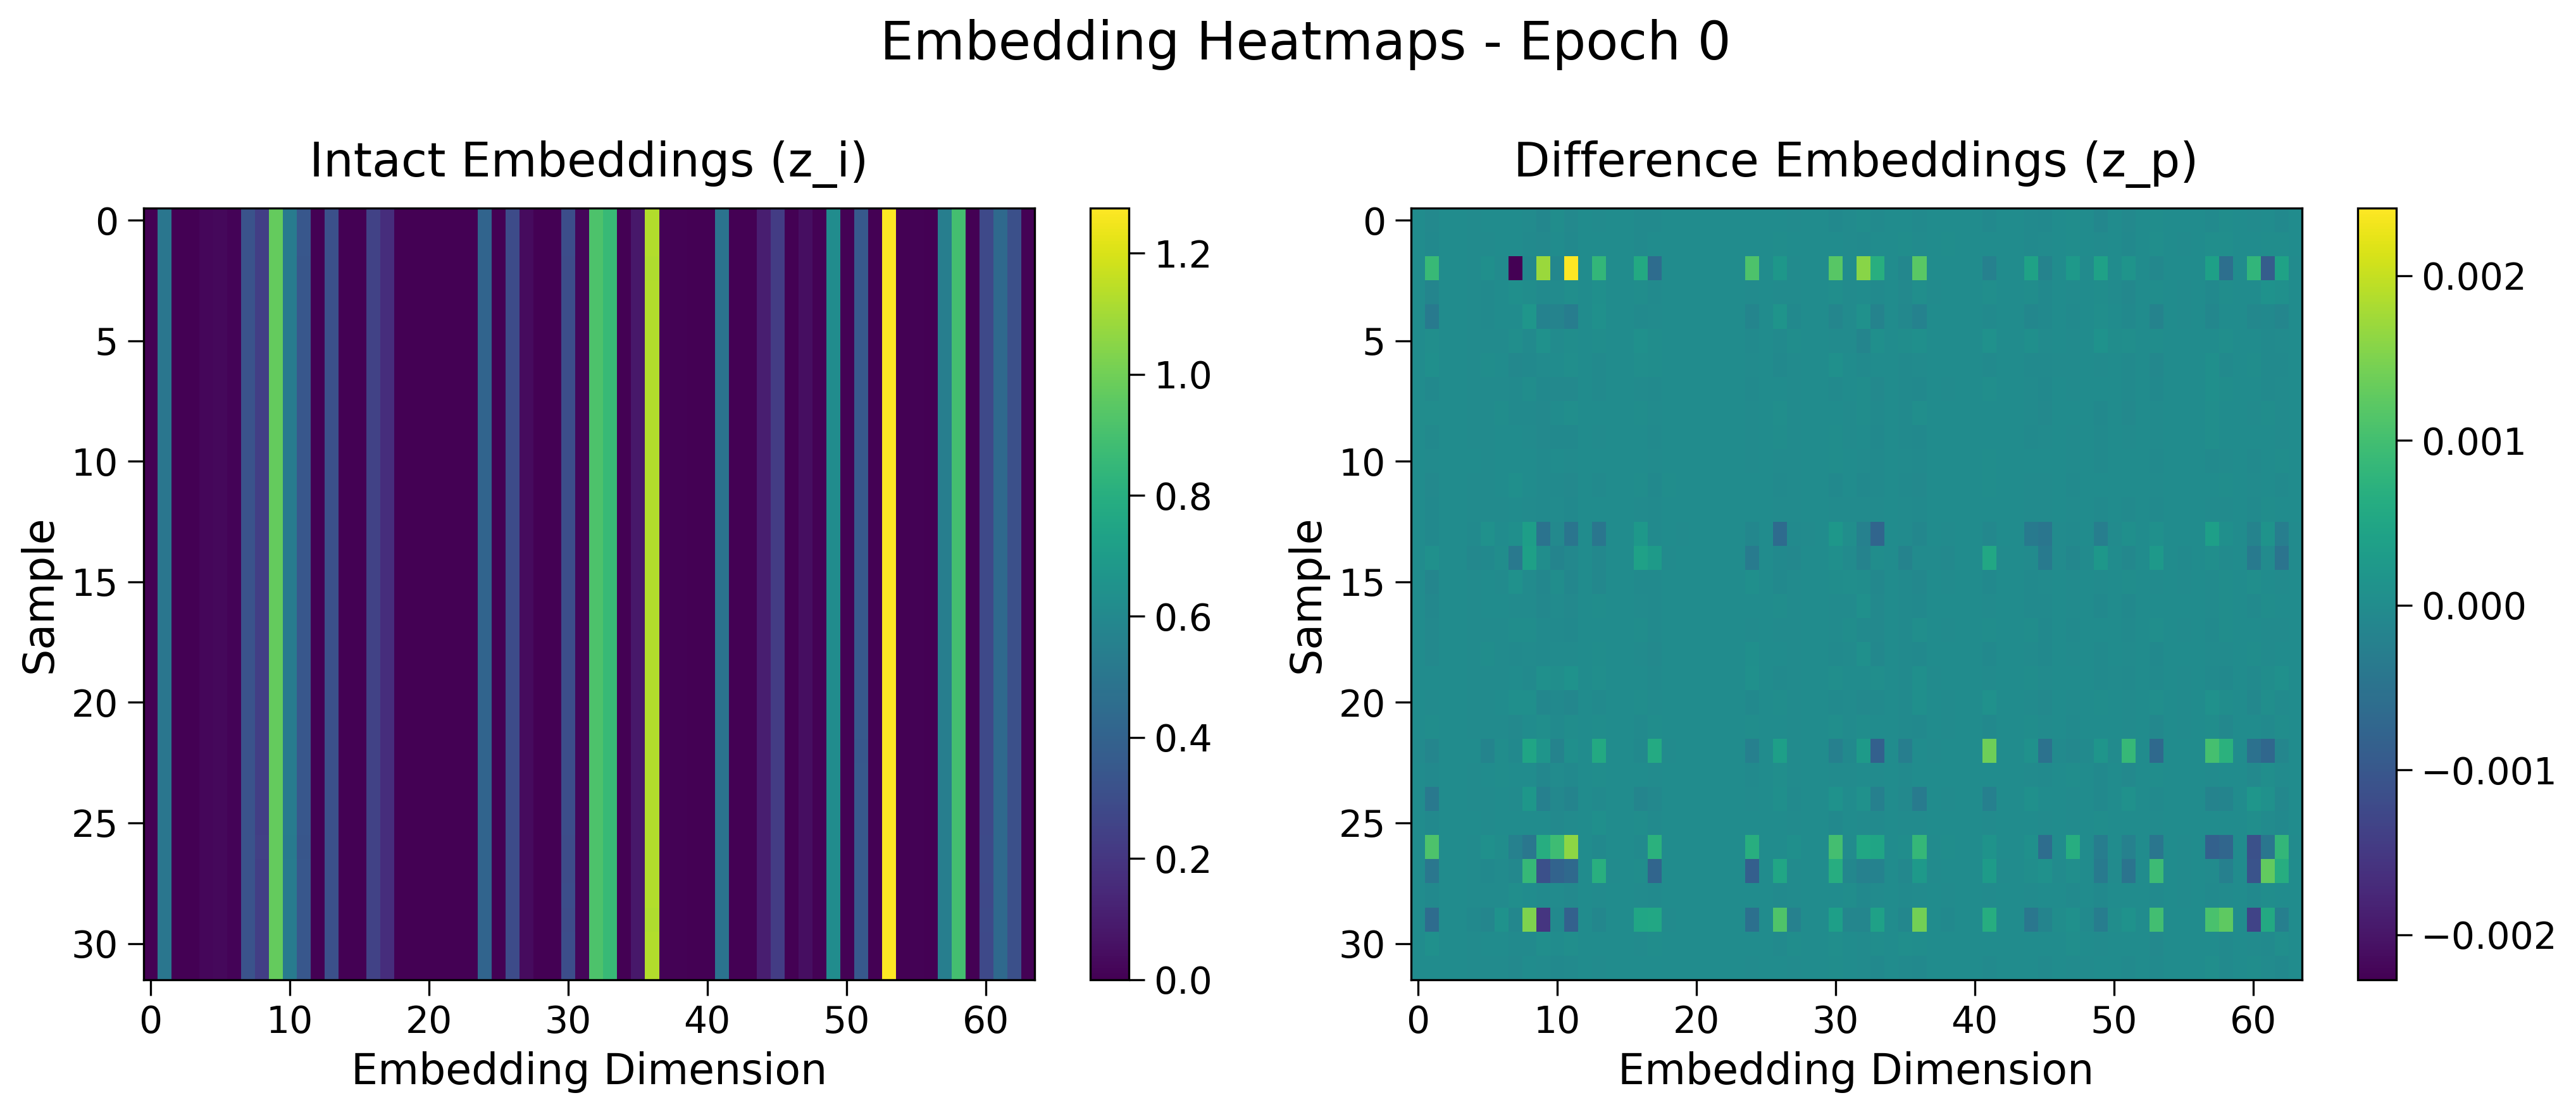 Embedding Heatmaps - Epoch 0
Intact Embeddings (z_i)
0
5
10
15
20
25
30
Sample
0 10 20 30 40 50 60
Embedding Dimension
1.2
1.0
0.8
0.6
0.4
0.2
0.0
Difference Embeddings (z_p)
0
5
10
15
20
25
30
Sample
0 10 20 30 40 50 60
Embedding Dimension
0.002
0.001
0.000
−0.001
−0.002